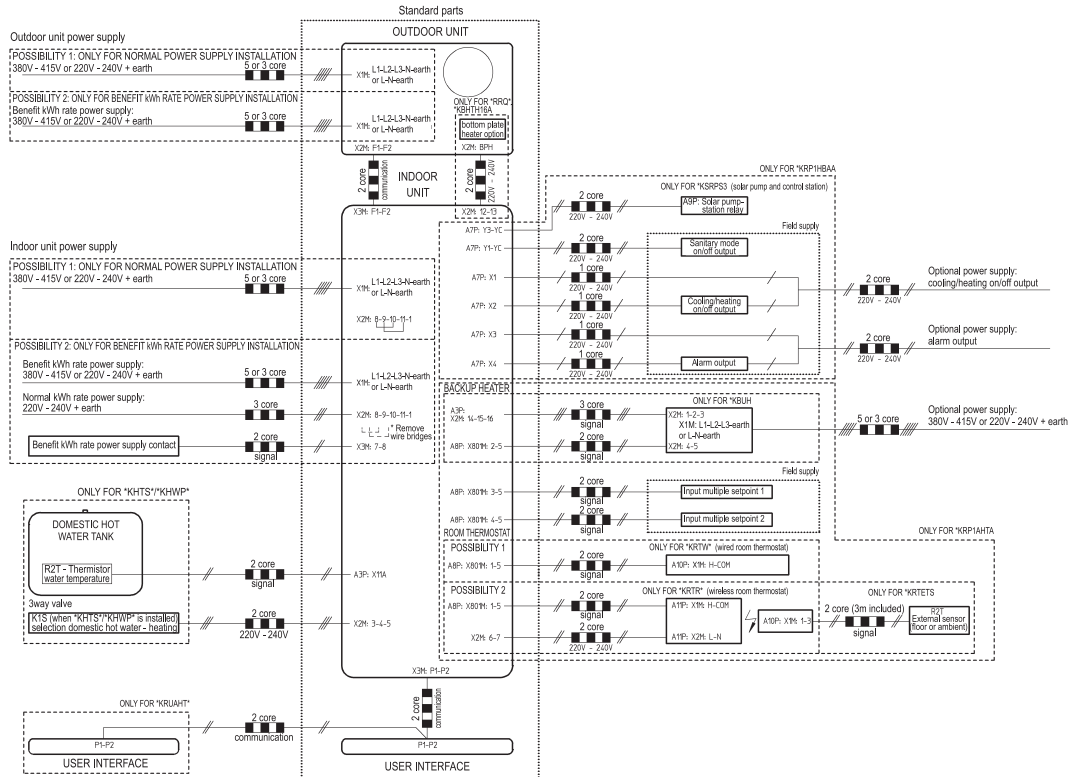 Standard parts
OUTDOOR UNIT
Outdoor unit power supply
POSSIBILITY 1: ONLY FOR NORMAL POWER SUPPLY INSTALLATION
380V - 415V or 220V - 240V + earth
5 or 3 core
X1M: L1-L2-L3-N-earth
or L-N-earth
POSSIBILITY 2: ONLY FOR BENEFIT kWh RATE POWER SUPPLY INSTALLATION
Benefit kWh rate power supply:
380V - 415V or 220V - 240V + earth
5 or 3 core
X1M: L1-L2-L3-N-earth
or L-N-earth
ONLY FOR *RRQ*,
*KBHTH16A
bottom plate
heater option
X2M: F1-F2
X2M: BPH
2 core
communication
INDOOR
UNIT
2 core
220V - 240V
X3M: F1-F2
X2M: 12-13
Indoor unit power supply
POSSIBILITY 1: ONLY FOR NORMAL POWER SUPPLY INSTALLATION
380V - 415V or 220V - 240V + earth
5 or 3 core
X1M: L1-L2-L3-N-earth
or L-N-earth
X2M: 8-9-10-11-1
POSSIBILITY 2: ONLY FOR BENEFIT kWh RATE POWER SUPPLY INSTALLATION
Benefit kWh rate power supply:
380V - 415V or 220V - 240V + earth
5 or 3 core
X1M: L1-L2-L3-N-earth
or L-N-earth
Normal kWh rate power supply:
220V - 240V + earth
3 core
X2M: 8-9-10-11-1
* Remove
wire bridges
Benefit kWh rate power supply contact
2 core
signal
X3M: 7-8
ONLY FOR *KHTS*/*KHWP*
DOMESTIC HOT
WATER TANK
R2T - Thermistor
water temperature
2 core
signal
A3P: X11A
3way valve
K1S (when *KHTS*/*KHWP* is installed)
selection domestic hot water - heating
2 core
220V - 240V
X2M: 3-4-5
X3M: P1-P2
2 core
communication
ONLY FOR *KRUAHT*
2 core
communication
P1-P2
USER INTERFACE
P1-P2
USER INTERFACE
ONLY FOR *KRP1HBAA
ONLY FOR *KSRPS3 (solar pump and control station)
A7P: Y3-YC
2 core
220V - 240V
A9P: Solar pump-
station relay
Field supply
A7P: Y1-YC
2 core
220V - 240V
Sanitary mode
on/off output
A7P: X1
1 core
220V - 240V
A7P: X2
1 core
220V - 240V
Cooling/heating
on/off output
2 core
220V - 240V
Optional power supply:
cooling/heating on/off output
A7P: X3
1 core
220V - 240V
A7P: X4
1 core
220V - 240V
Alarm output
2 core
220V - 240V
Optional power supply:
alarm output
BACKUP HEATER
ONLY FOR *KBUH
A3P:
X2M: 14-15-16
3 core
signal
X2M: 1-2-3
X1M: L1-L2-L3-earth
or L-N-earth
X2M: 4-5
A8P: X801M: 2-5
2 core
signal
5 or 3 core
Optional power supply:
380V - 415V or 220V - 240V + earth
Field supply
A8P: X801M: 3-5
2 core
signal
Input multiple setpoint 1
A8P: X801M: 4-5
2 core
signal
Input multiple setpoint 2
ONLY FOR *KRP1AHTA
ROOM THERMOSTAT
POSSIBILITY 1
ONLY FOR *KRTW* (wired room thermostat)
A8P: X801M: 1-5
2 core
signal
A10P: X1M: H-COM
POSSIBILITY 2
ONLY FOR *KRTR* (wireless room thermostat)
ONLY FOR *KRTETS
A8P: X801M: 1-5
2 core
signal
A11P: X1M: H-COM
A10P: X1M: 1-3
2 core (3m included)
signal
R2T
External sensor
(floor or ambient)
X2M: 6-7
2 core
220V - 240V
A11P: X2M: L-N